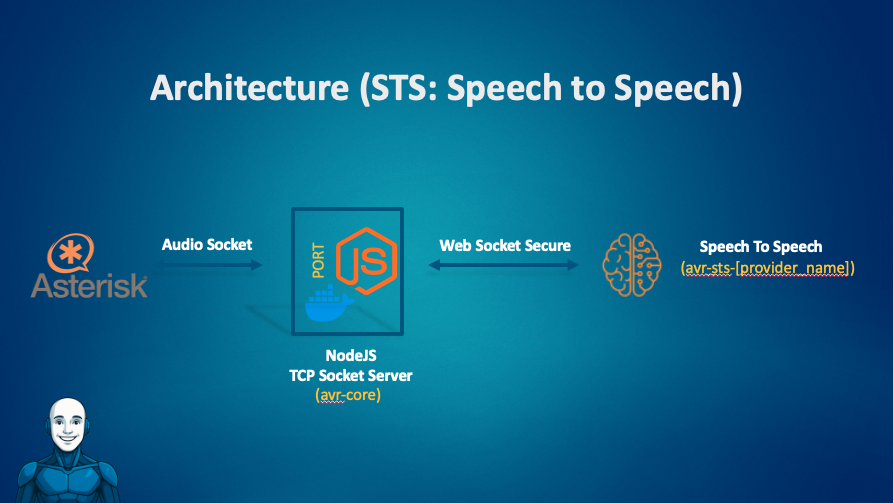 Architecture (STS: Speech to Speech)
Audio Socket
Web Socket Secure
Asterisk
PORT
JS
Speech To Speech
(avr-sts-[provider_name])
NodeJS
TCP Socket Server
(avr-core)